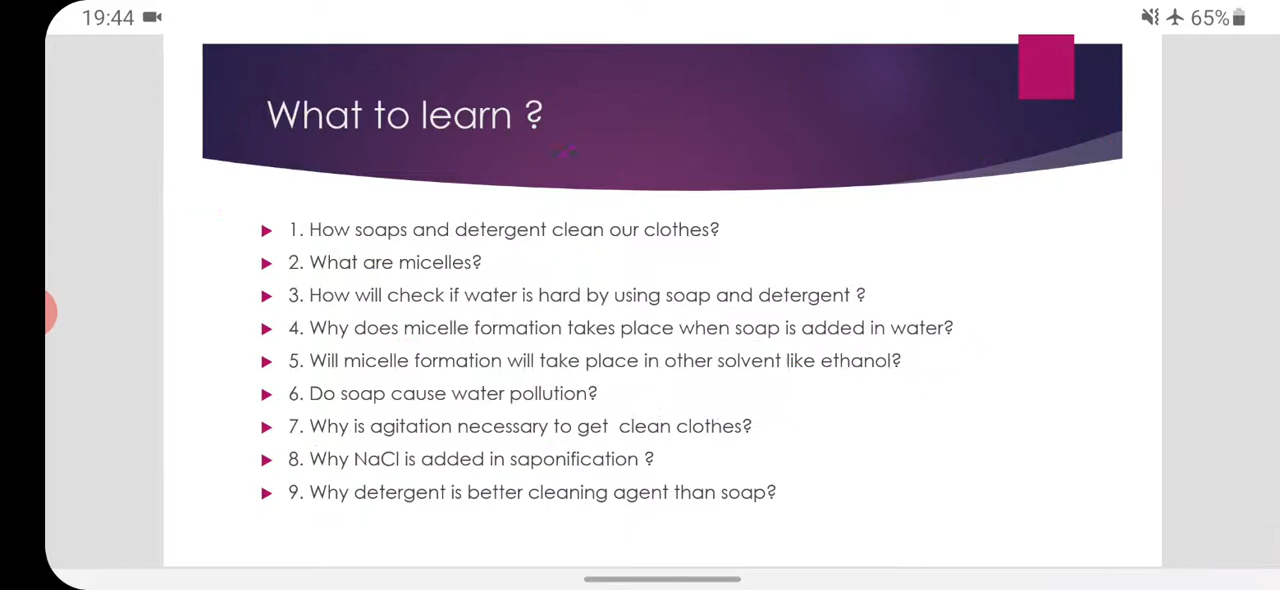 19:44
65%
What to learn ?
1. How soaps and detergent clean our clothes?
2. What are micelles?
3. How will check if water is hard by using soap and detergent ?
4. Why does micelle formation takes place when soap is added in water?
5. Will micelle formation will take place in other solvent like ethanol?
6. Do soap cause water pollution?
7. Why is agitation necessary to get  clean clothes?
8. Why NaCl is added in saponification ?
9. Why detergent is better cleaning agent than soap?